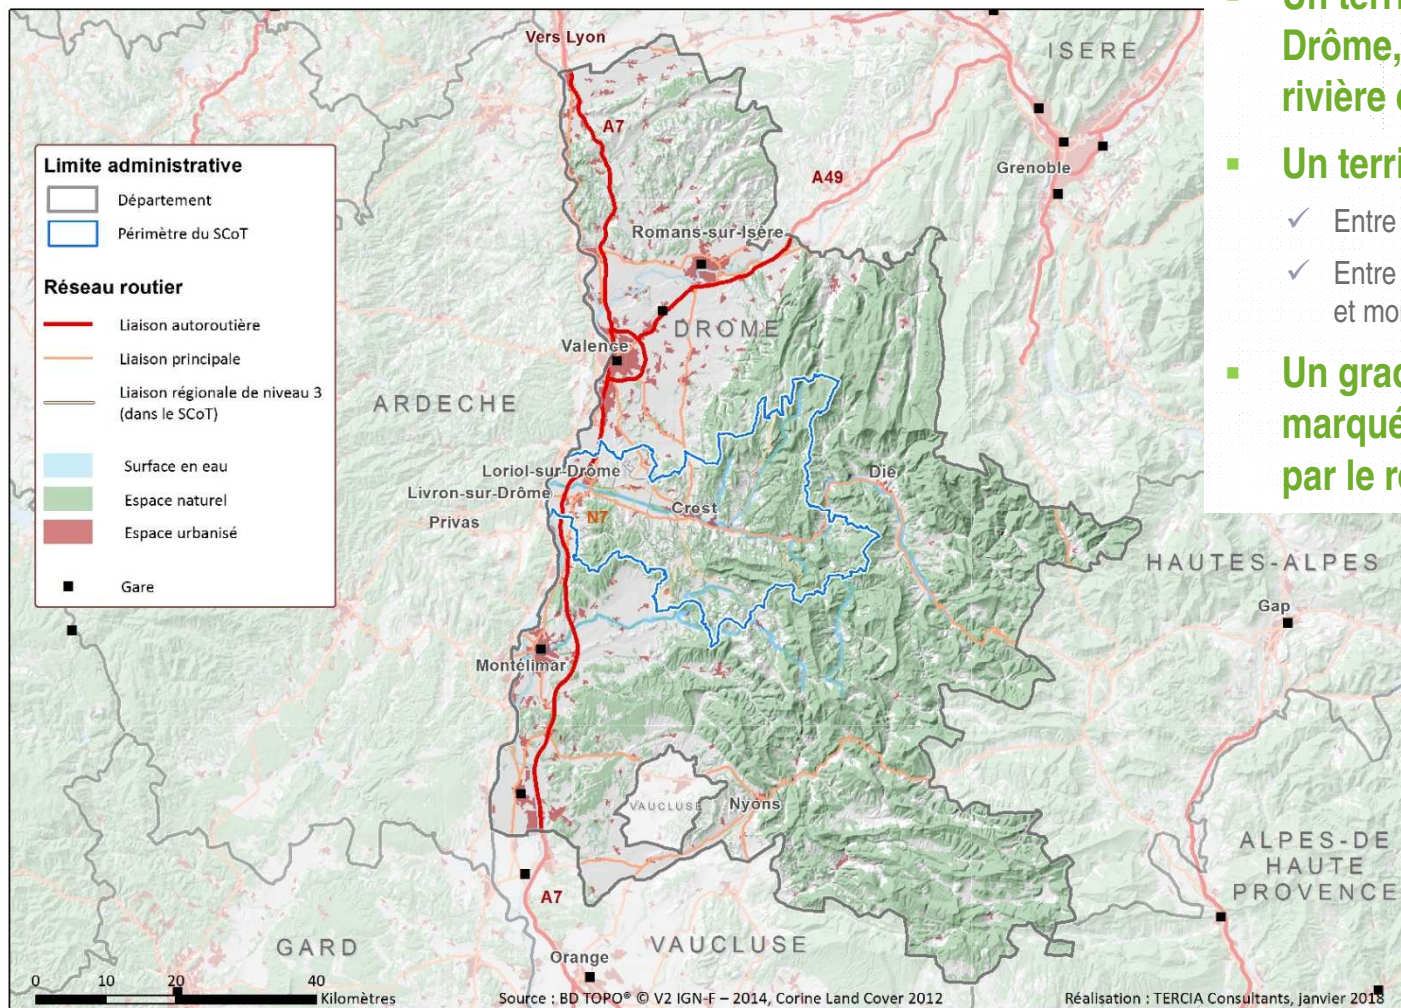 Vers Lyon
ISERE
A7
A49
Grenoble
Romans-sur-Isère
DROME
Valence
ARDECHE
Loriol-sur-Drôme
Livron-sur-Drôme
Privas
N7
Crest
Die
HAUTES-ALPES
Gap
Montélimar
VAUCLUSE
Nyons
ALPES-DE
HAUTE
PROVENCE
A7
GARD
VAUCLUSE
Orange
Limite administrative
Département
Périmètre du SCoT
Réseau routier
Liaison autoroutière
Liaison principale
Liaison régionale de niveau 3
(dans le SCoT)
Surface en eau
Espace naturel
Espace urbanisé
Gare
0 20 40
Kilomètres
Source : BD TOPO® © V2 IGN-F – 2014, Corine Land Cover 2012
Réalisation : TERCIA Consultants, janvier 2018
Drôme,
rivière
Un
Entre
Entre
et
Un
marqué
par le